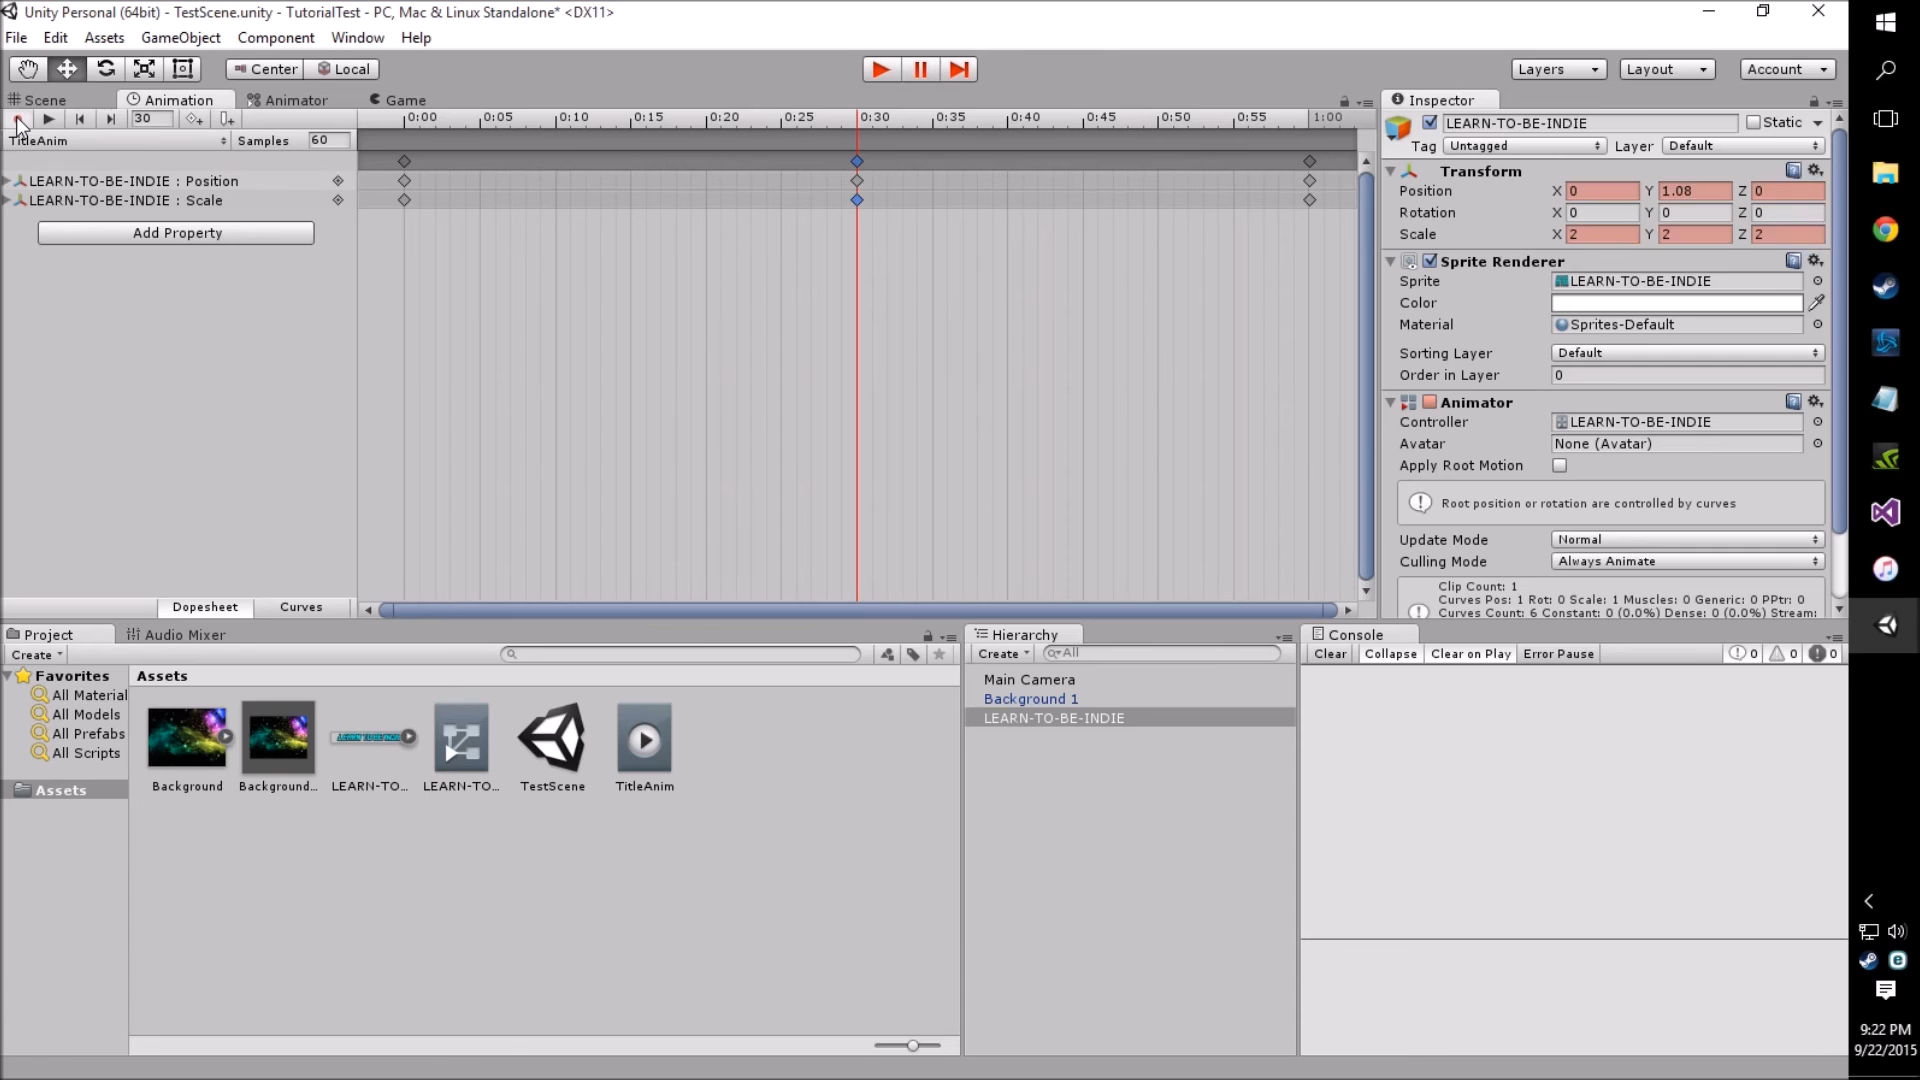 Unity Personal (64bit) - TestScene.unity - TutorialTest - PC, Mac & Linux Standalone* <DX11>
File Edit Assets GameObject Component Window Help
Center Local Layers Layout Account
Scene Animation Animator Game
30 0:00 0:05 0:10 0:15 0:20 0:25 0:30 0:35 0:40 0:45 0:50 0:55 1:00
TitleAnim Samples 60
LEARN-TO-BE-INDIE : Position
LEARN-TO-BE-INDIE : Scale
Add Property
Dopesheet Curves
Inspector
LEARN-TO-BE-INDIE Static
Tag Untagged Layer Default
Transform
Position X 0 Y 1.08 Z 0
Rotation X 0 Y 0 Z 0
Scale X 2 Y 2 Z 2
Sprite Renderer
Sprite LEARN-TO-BE-INDIE
Color
Material Sprites-Default
Sorting Layer Default
Order in Layer 0
Animator
Controller LEARN-TO-BE-INDIE
Avatar None (Avatar)
Apply Root Motion
Root position or rotation are controlled by curves
Update Mode Normal
Culling Mode Always Animate
Clip Count: 1
Curves Pos: 1 Rot: 0 Scale: 1 Muscles: 0 Generic: 0 PPtr: 0
Curves Count: 6 Constant: 0 (0.0%) Dense: 0 (0.0%) Stream:
Project Audio Mixer
Create
Favorites
All Material
All Models
All Prefabs
All Scripts
Assets
Assets
LEARN TO BE INDIE
Background Background... LEARN-TO... LEARN-TO... TestScene TitleAnim
Hierarchy
Create All
Main Camera
Background 1
LEARN-TO-BE-INDIE
Console
Clear Collapse Clear on Play Error Pause 0 0 0
9:22 PM
9/22/2015